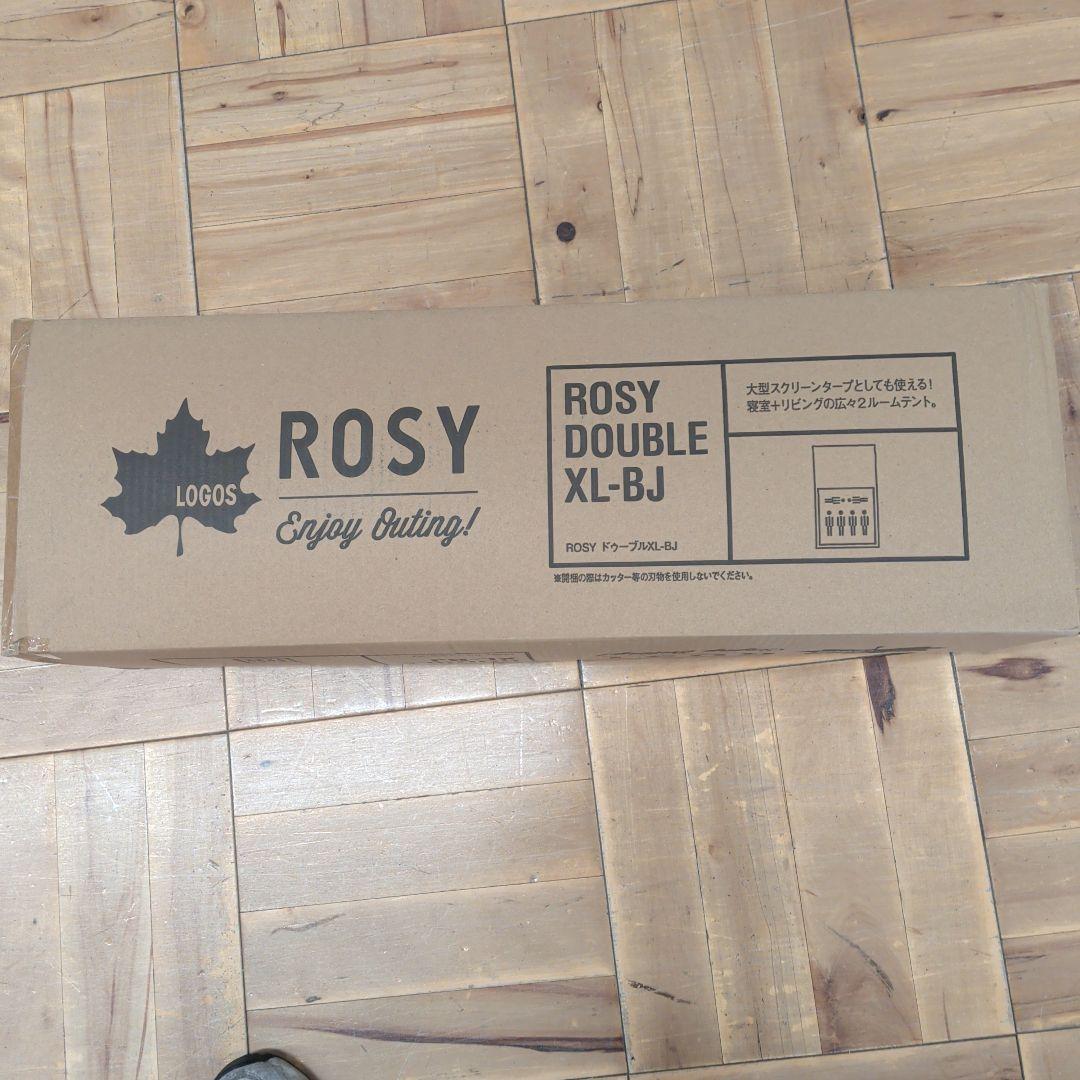 LOGOS
ROSY
Enjoy Outing!
ROSY
DOUBLE
XL-BJ
ROSY ドゥーブルXL-BJ
大型スクリーンタープとしても使える!
寝室+リビングの広々2ルームテント。
※開梱の際はカッター等の刃物を使用しないでください。